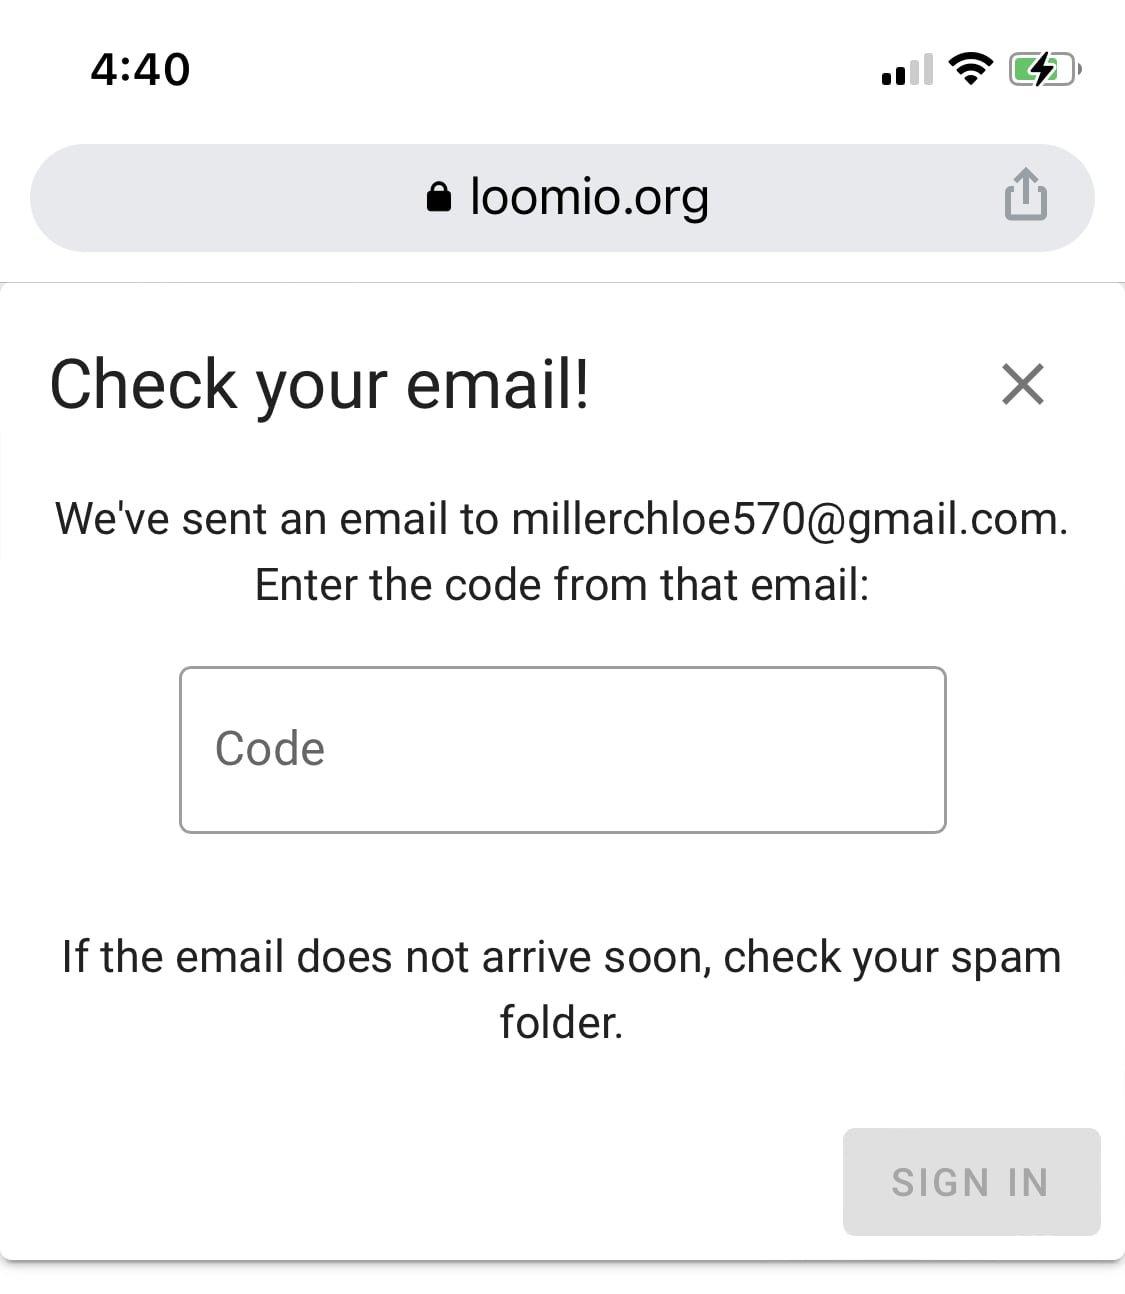 4:40
loomio.org
Check your email!
We've sent an email to millerchloe570@gmail.com.
Enter the code from that email:
Code
If the email does not arrive soon, check your spam
folder.
SIGN IN